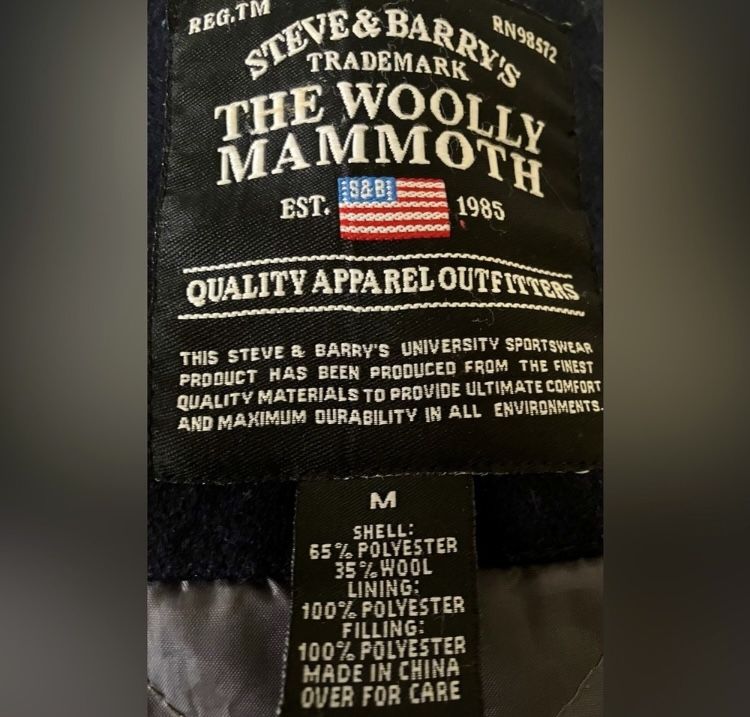 REG.TM
RN98572
STEVE & BARRY'S
TRADEMARK
THE WOOLLY
MAMMOTH
EST. S&B 1985
QUALITY APPAREL OUTFITTERS
THIS STEVE & BARRY'S UNIVERSITY SPORTSWEAR
PRODUCT HAS BEEN PRODUCED FROM THE FINEST
QUALITY MATERIALS TO PROVIDE ULTIMATE COMFORT
AND MAXIMUM DURABILITY IN ALL ENVIRONMENTS.
M
SHELL:
65% POLYESTER
35% WOOL
LINING:
100% POLYESTER
FILLING:
100% POLYESTER
MADE IN CHINA
OVER FOR CARE